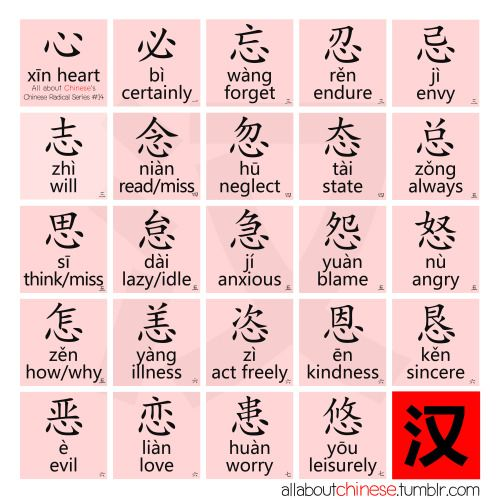 心
xīn heart
All about Chinese's
Chinese Radical Series #14
必
bì
certainly
忘
wàng
forget
忍
rěn
endure
忌
jì
envy
志
zhì
will
念
niàn
read/miss
忽
hū
neglect
态
tài
state
总
zǒng
always
思
sī
think/miss
怠
dài
lazy/idle
急
jí
anxious
怨
yuàn
blame
怒
nù
angry
怎
zěn
how/why
恙
yàng
illness
恣
zì
act freely
恩
ēn
kindness
恳
kěn
sincere
恶
è
evil
恋
liàn
love
患
huàn
worry
悠
yōu
leisurely
汉
allaboutchinese.tumblr.com